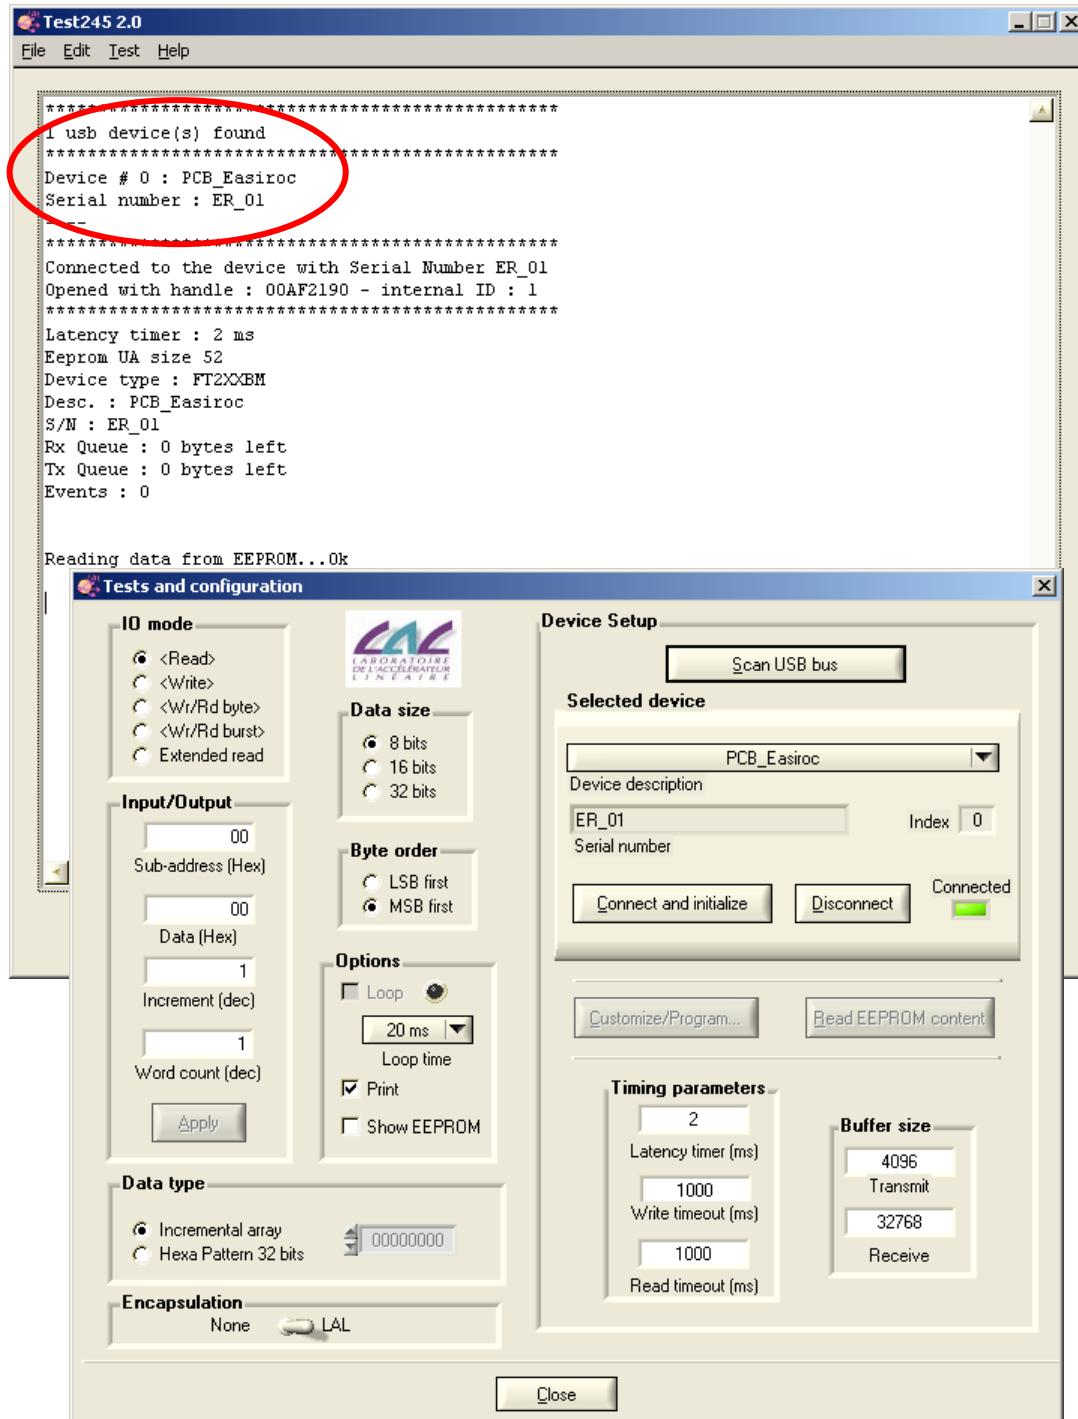 Test245 2.0
File Edit Test Help
*************************************************
1 usb device(s) found
*************************************************
Device # 0 : PCB_Easiroc
Serial number : ER_01
----
*************************************************
Connected to the device with Serial Number ER_01
Opened with handle : 00AF2190 - internal ID : 1
*************************************************
Latency timer : 2 ms
Eeprom UA size 52
Device type : FT2XXBM
Desc. : PCB_Easiroc
S/N : ER_01
Rx Queue : 0 bytes left
Tx Queue : 0 bytes left
Events : 0
Reading data from EEPROM...Ok
Tests and configuration
IO mode
<Read>
<Write>
<Wr/Rd byte>
<Wr/Rd burst>
Extended read
Input/Output
00
Sub-address (Hex)
00
Data (Hex)
1
Increment (dec)
1
Word count (dec)
Apply
LAL
LABORATOIRE
DE L'ACCÉLÉRATEUR
LINÉAIRE
Data size
8 bits
16 bits
32 bits
Byte order
LSB first
MSB first
Options
Loop
20 ms
Loop time
Print
Show EEPROM
Data type
Incremental array
Hexa Pattern 32 bits
00000000
Encapsulation
None LAL
Device Setup
Scan USB bus
Selected device
PCB_Easiroc
Device description
ER_01
Serial number
Index 0
Connect and initialize
Disconnect
Connected
Customize/Program...
Read EEPROM content
Timing parameters
2
Latency timer (ms)
1000
Write timeout (ms)
1000
Read timeout (ms)
Buffer size
4096
Transmit
32768
Receive
Close